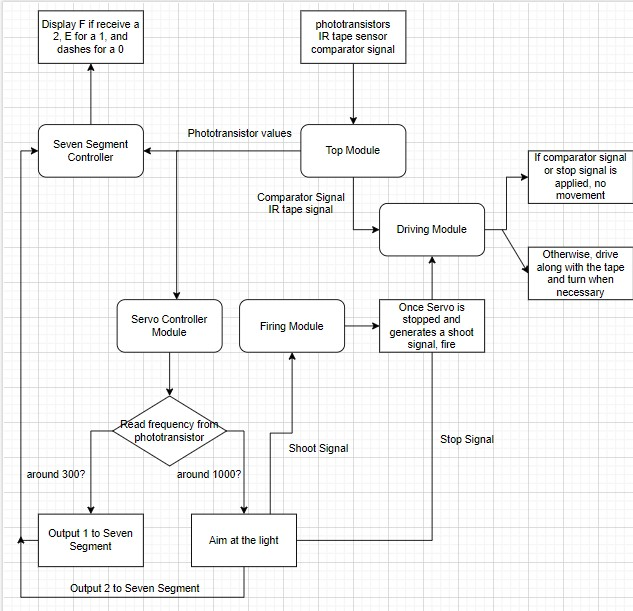 Display F if receive a
2, E for a 1, and
dashes for a 0
phototransistors
IR tape sensor
comparator signal
Seven Segment
Controller
Phototransistor values
Top Module
Comparator Signal
IR tape signal
If comparator signal
or stop signal is
applied, no
movement
Driving Module
Otherwise, drive
along with the tape
and turn when
necessary
Servo Controller
Module
Firing Module
Once Servo is
stopped and
generates a shoot
signal, fire
Read frequency from
phototransistor
Shoot Signal
Stop Signal
around 300?
around 1000?
Output 1 to Seven
Segment
Aim at the light
Output 2 to Seven Segment